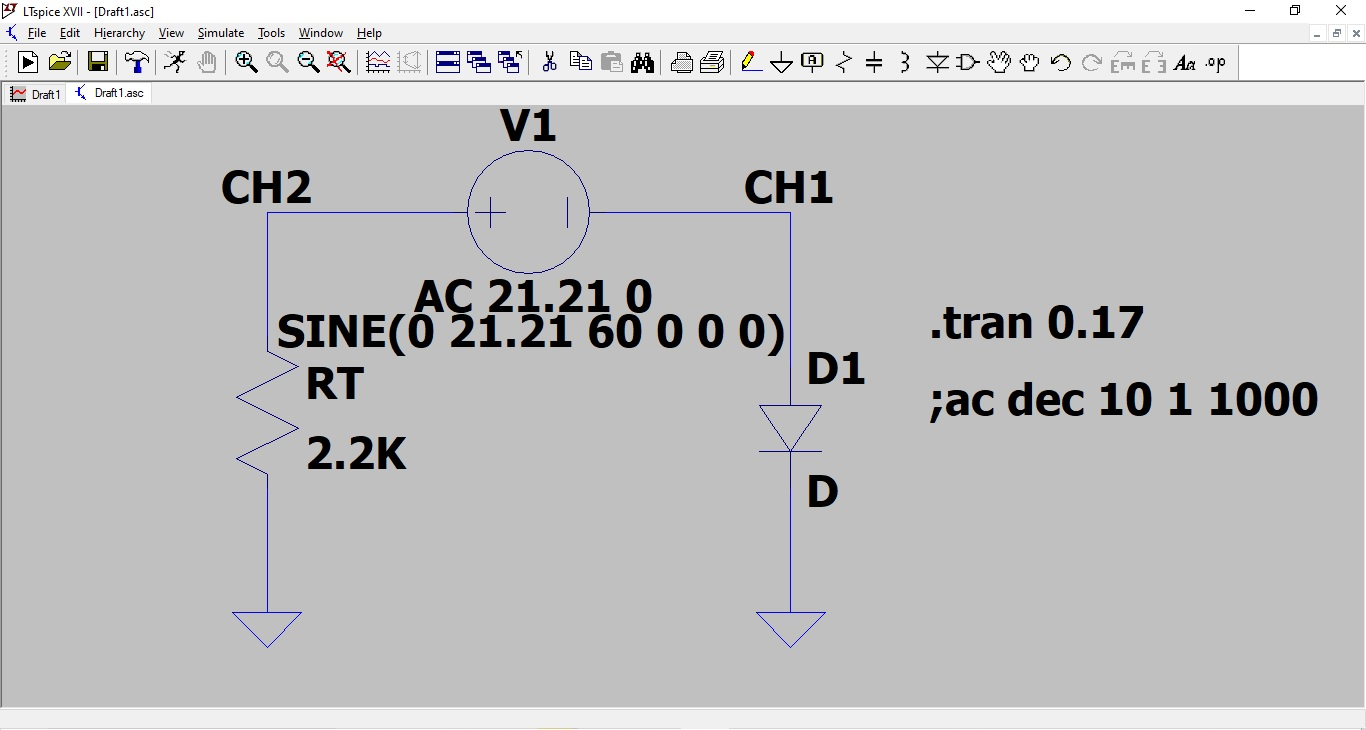 LTspice XVII - [Draft1.asc]
File Edit Hierarchy View Simulate Tools Window Help
A Aa .op
Draft1 Draft1.asc
V1
CH2 CH1
AC 21.21 0
SINE(0 21.21 60 0 0 0)
.tran 0.17
D1
RT
;ac dec 10 1 1000
2.2K
D